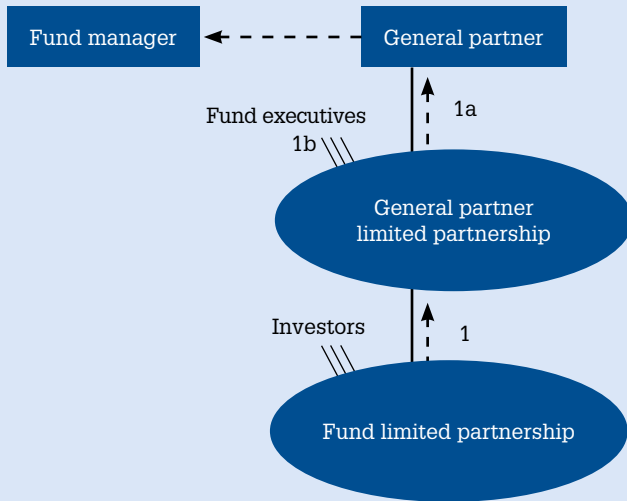 Fund manager
General partner
Fund executives
1b
1a
General partner
limited partnership
Investors
1
Fund limited partnership